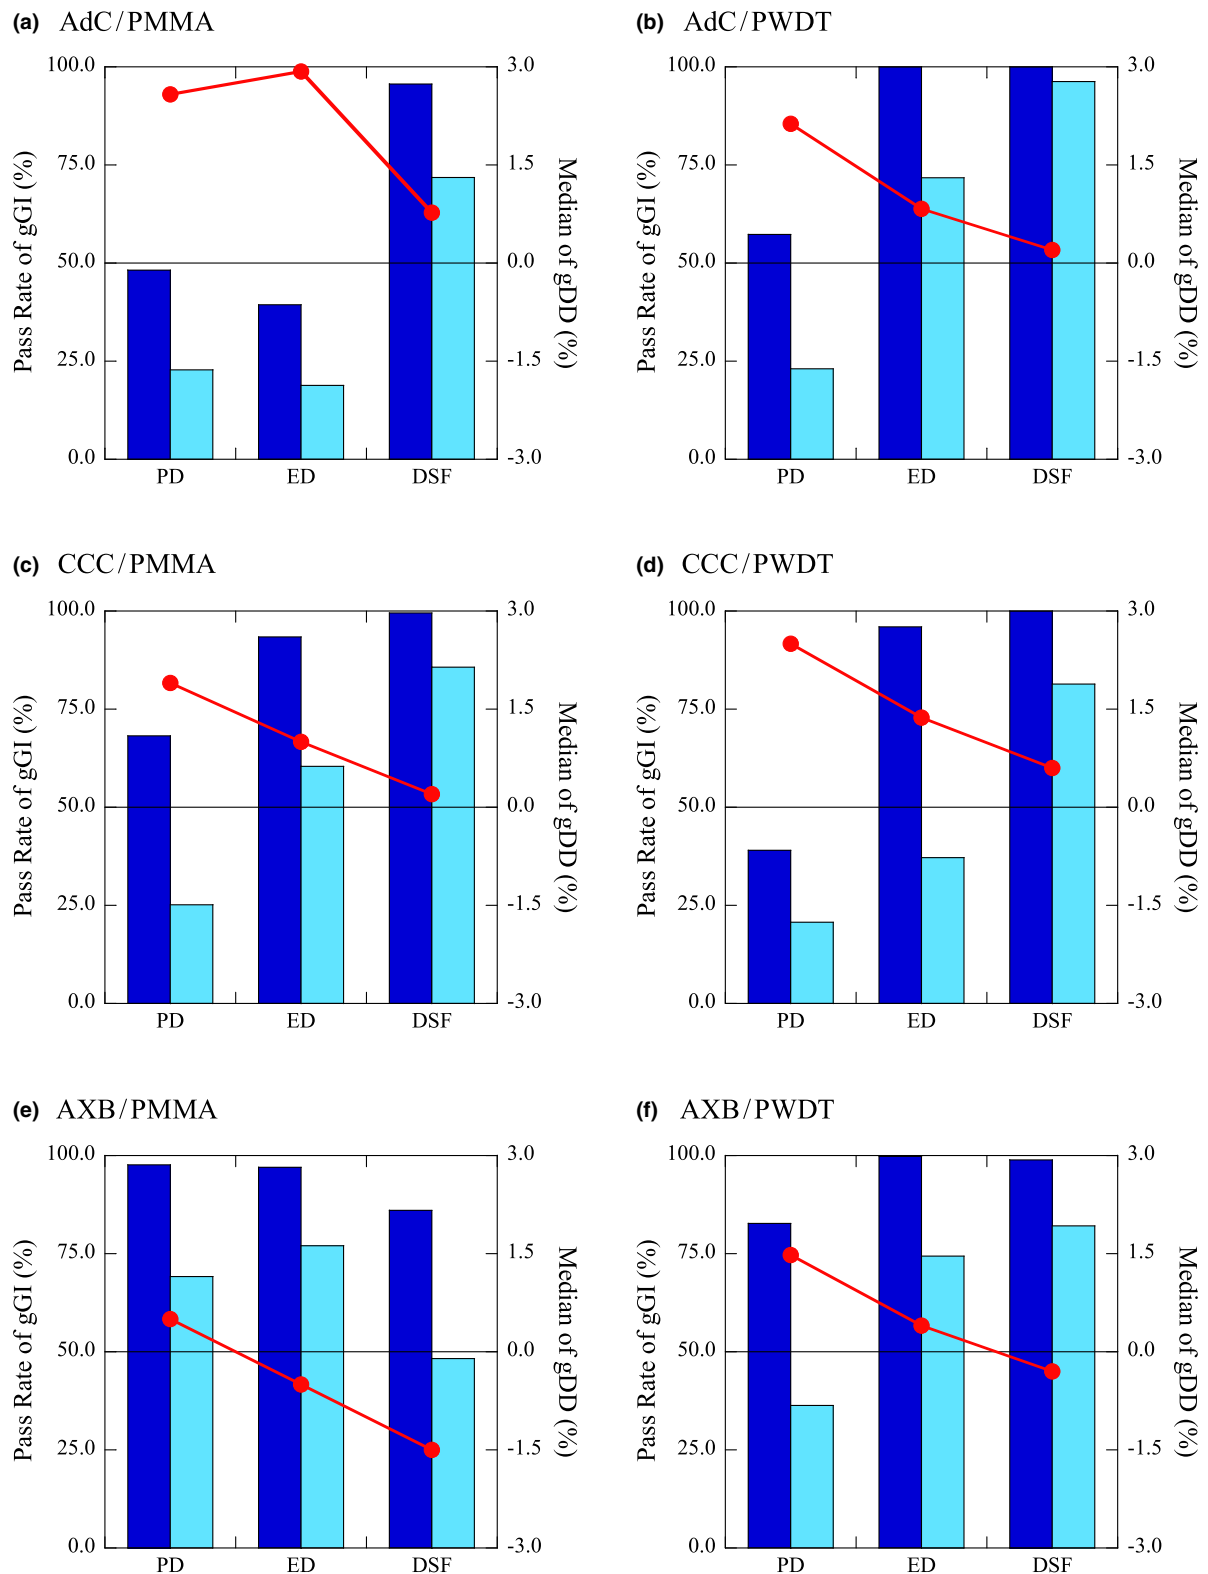 (a) AdC/PMMA
100.0
75.0
50.0
25.0
0.0
Pass Rate of gGI (%)
3.0
1.5
0.0
-1.5
-3.0
Median of gDD (%)
PD ED DSF
(b) AdC/PWDT
100.0
75.0
50.0
25.0
0.0
Pass Rate of gGI (%)
3.0
1.5
0.0
-1.5
-3.0
Median of gDD (%)
PD ED DSF
(c) CCC/PMMA
100.0
75.0
50.0
25.0
0.0
Pass Rate of gGI (%)
3.0
1.5
0.0
-1.5
-3.0
Median of gDD (%)
PD ED DSF
(d) CCC/PWDT
100.0
75.0
50.0
25.0
0.0
Pass Rate of gGI (%)
3.0
1.5
0.0
-1.5
-3.0
Median of gDD (%)
PD ED DSF
(e) AXB/PMMA
100.0
75.0
50.0
25.0
0.0
Pass Rate of gGI (%)
3.0
1.5
0.0
-1.5
-3.0
Median of gDD (%)
PD ED DSF
(f) AXB/PWDT
100.0
75.0
50.0
25.0
0.0
Pass Rate of gGI (%)
3.0
1.5
0.0
-1.5
-3.0
Median of gDD (%)
PD ED DSF